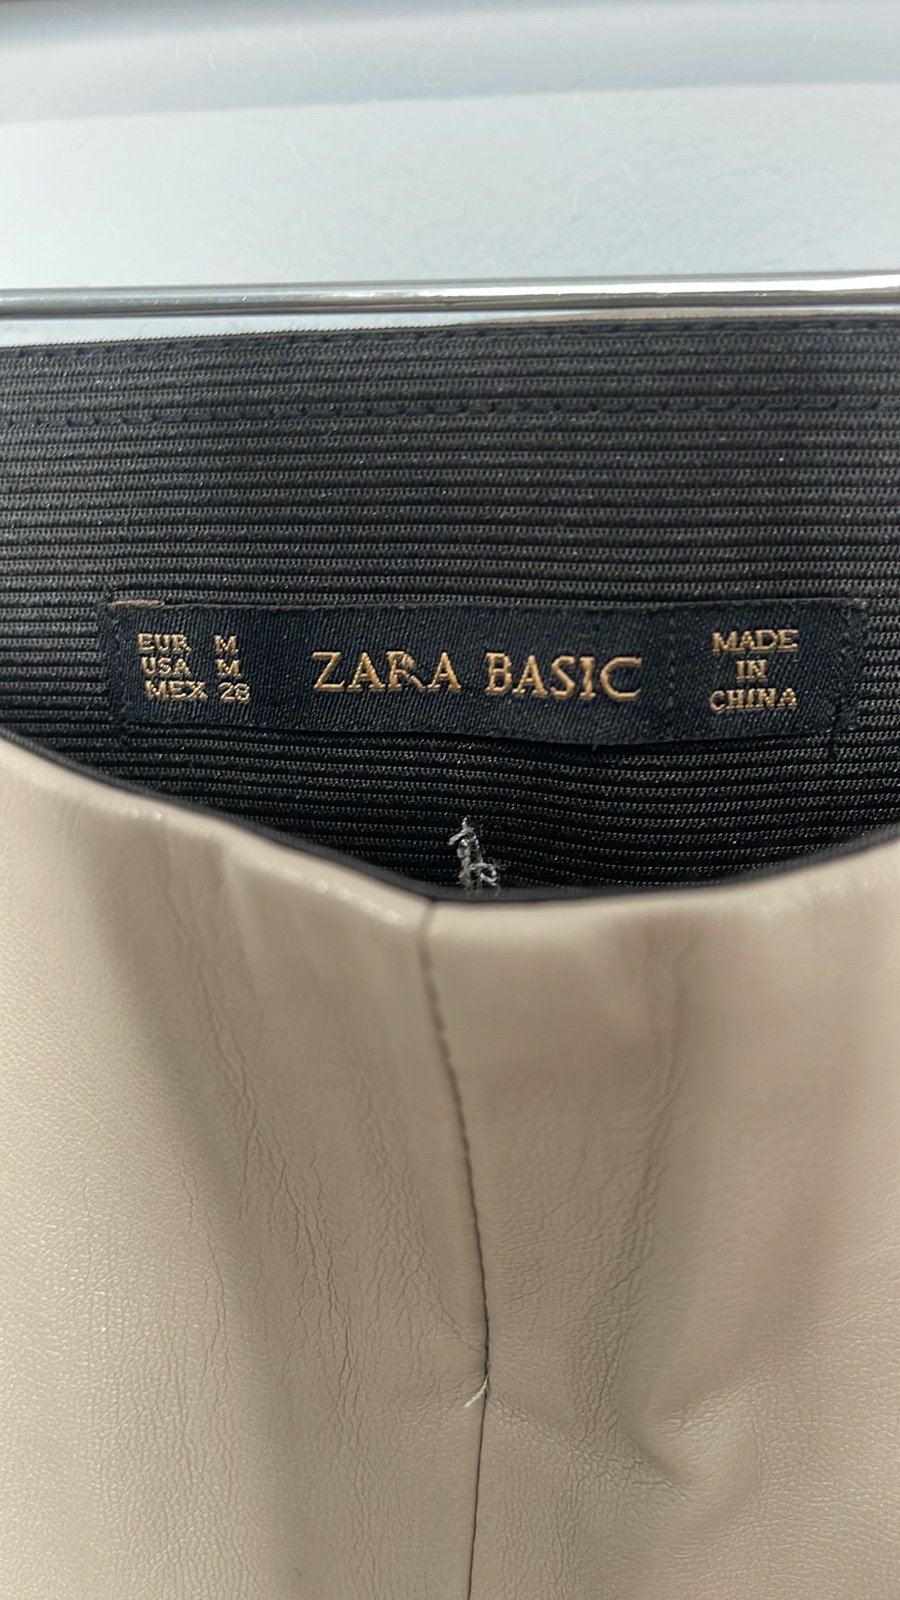 EUR M
USA M
MEX 28
ZARA BASIC
MADE
IN
CHINA